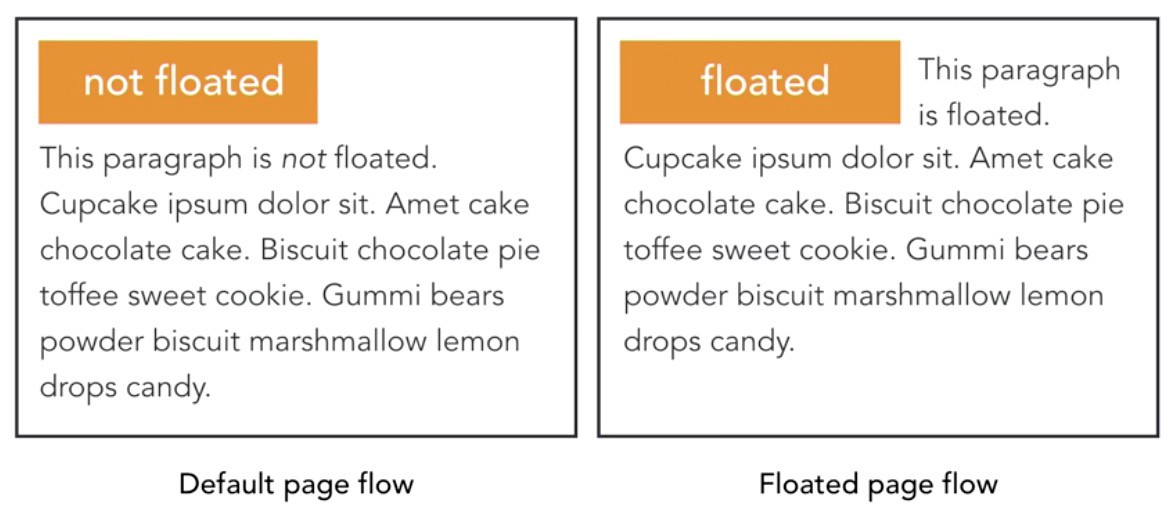 not floated
This paragraph is not floated.
Cupcake ipsum dolor sit. Amet cake
chocolate cake. Biscuit chocolate pie
toffee sweet cookie. Gummi bears
powder biscuit marshmallow lemon
drops candy.
Default page flow
floated
This paragraph
is floated.
Cupcake ipsum dolor sit. Amet cake
chocolate cake. Biscuit chocolate pie
toffee sweet cookie. Gummi bears
powder biscuit marshmallow lemon
drops candy.
Floated page flow